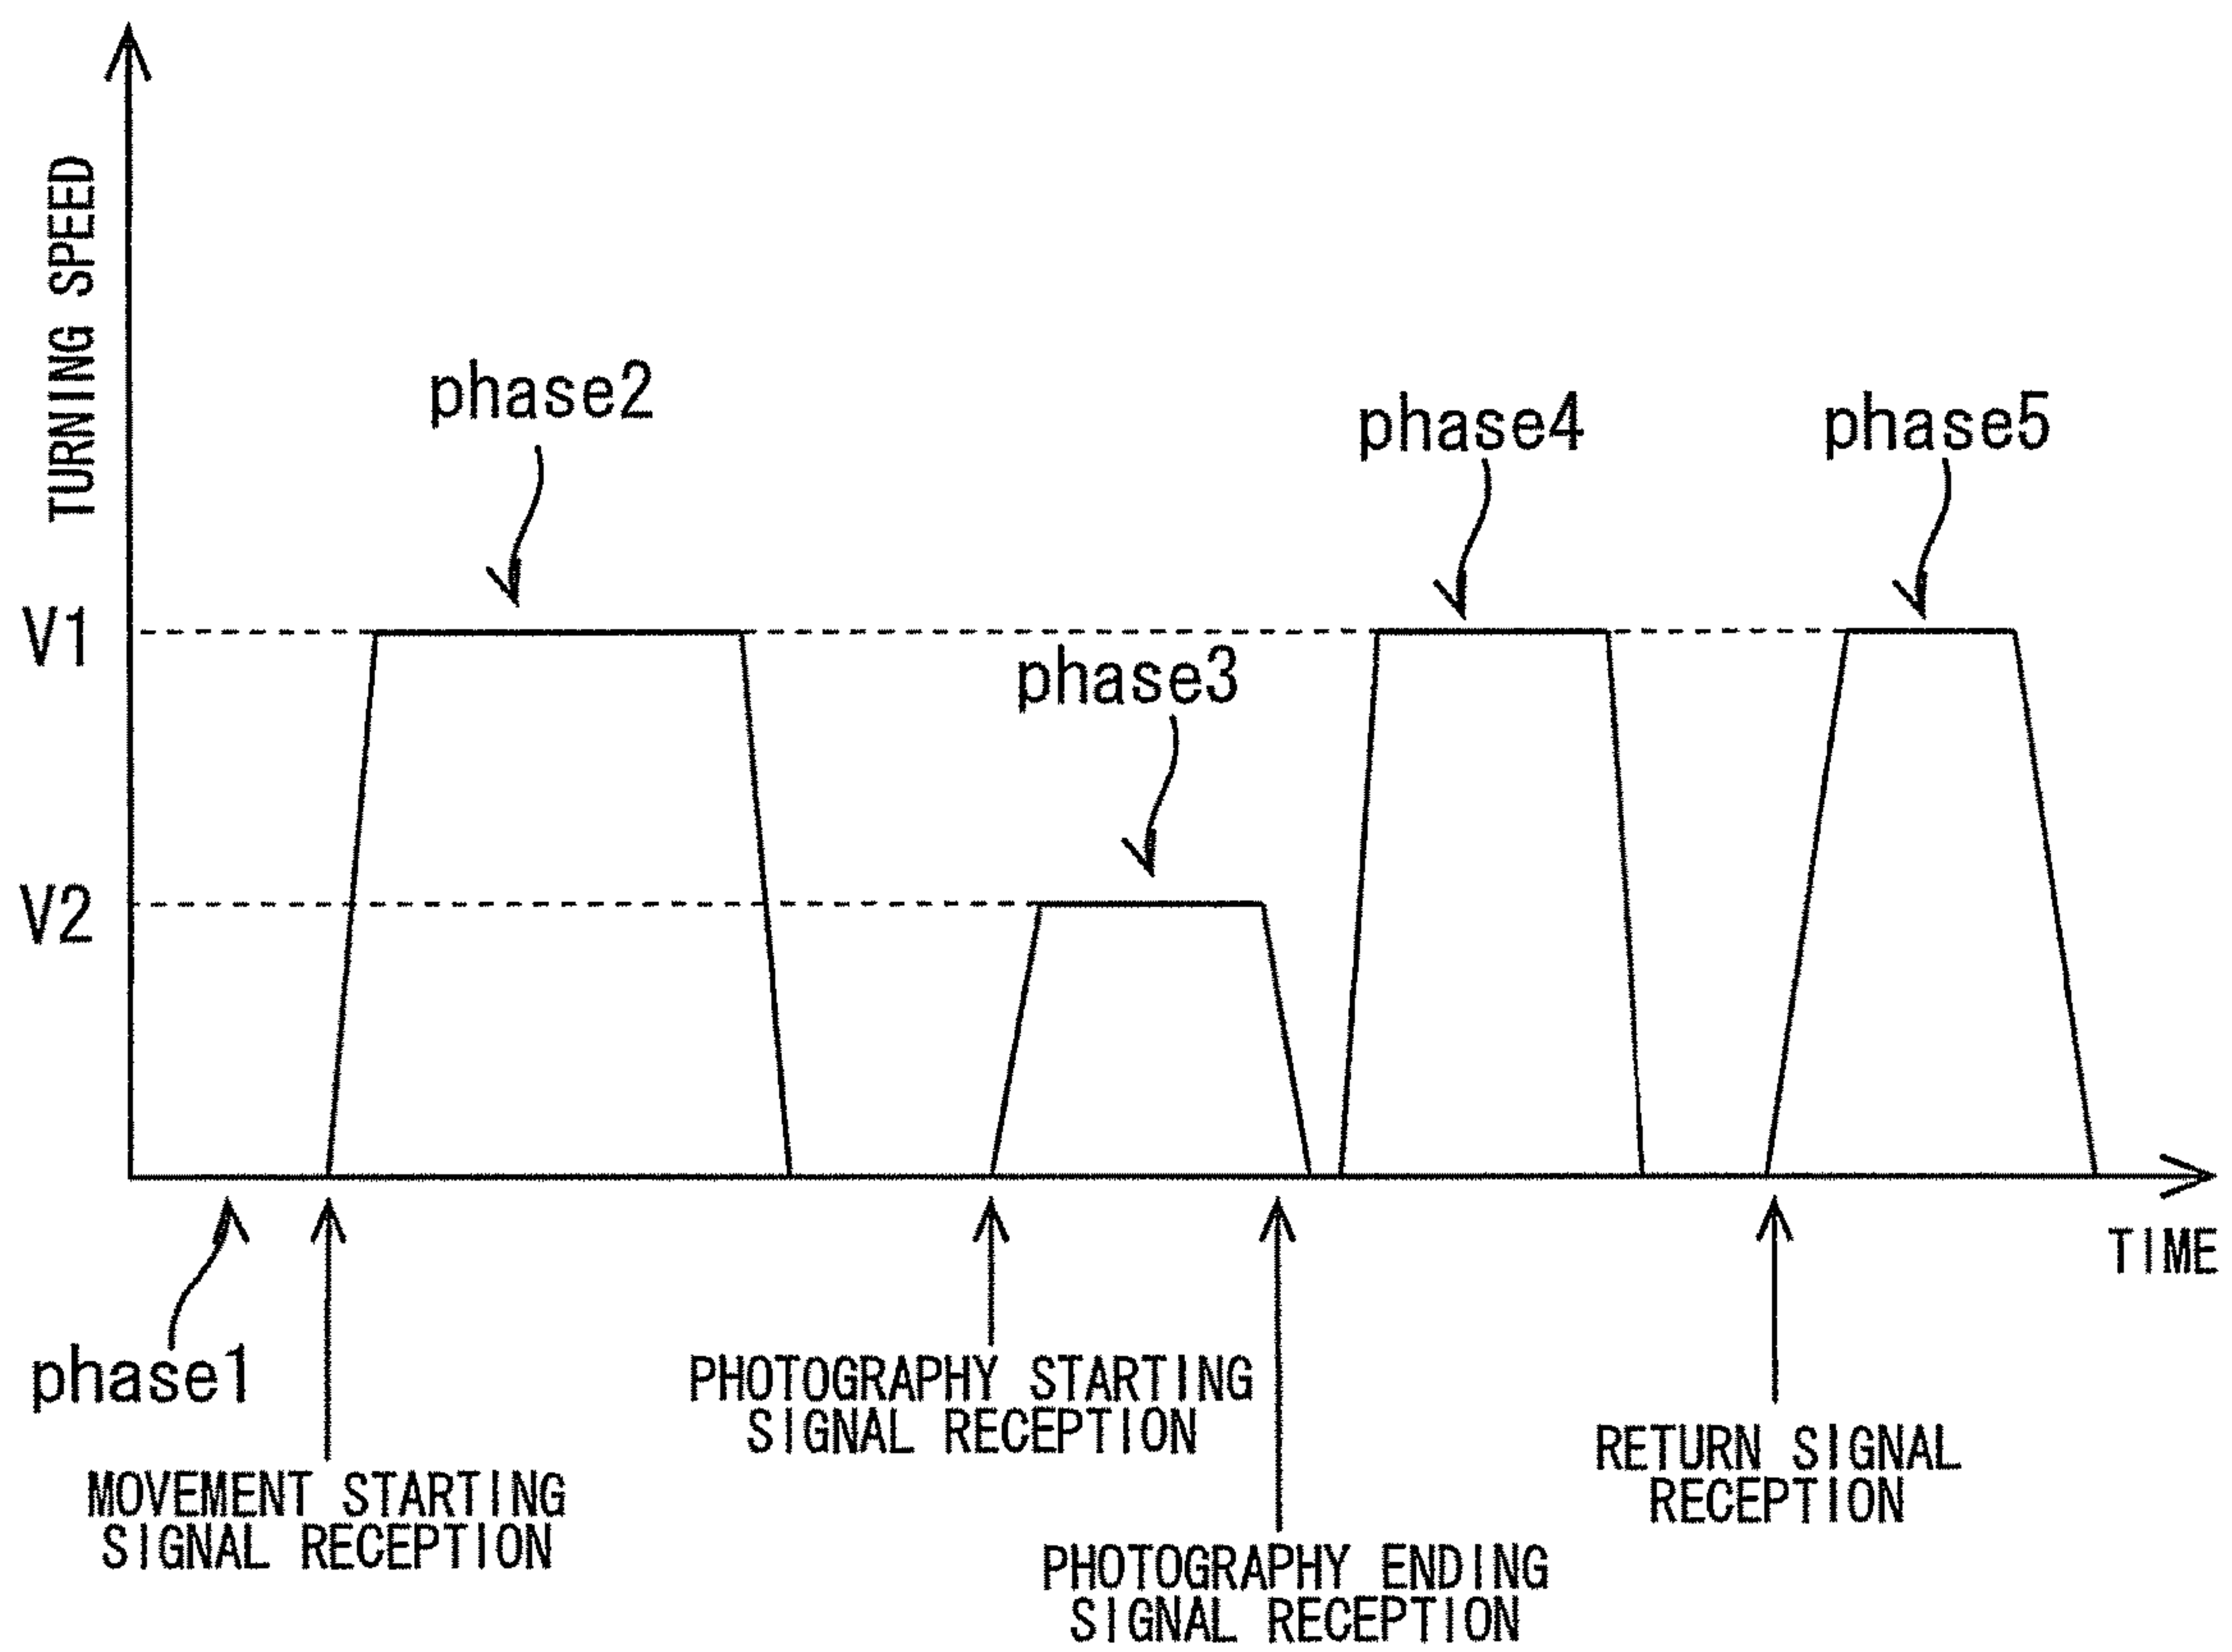 TURNING SPEED
phase2
phase4
phase5
V1
phase3
V2
TIME
phase1
PHOTOGRAPHY STARTING
SIGNAL RECEPTION
RETURN SIGNAL
RECEPTION
MOVEMENT STARTING
SIGNAL RECEPTION
PHOTOGRAPHY ENDING
SIGNAL RECEPTION